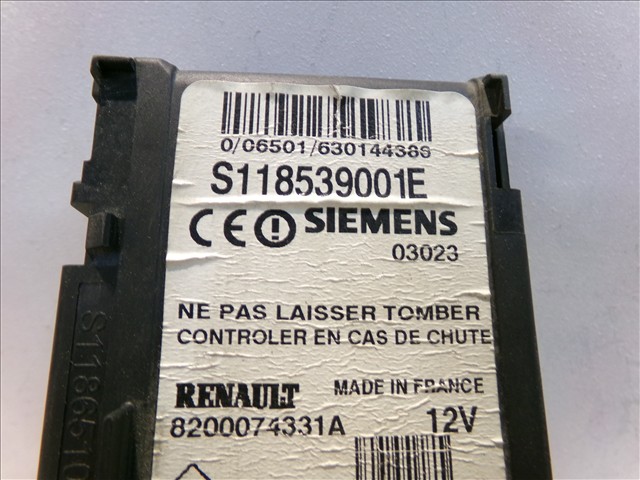 0/06501/630144389
S118539001E
CE SIEMENS
03023
NE PAS LAISSER TOMBER
CONTROLER EN CAS DE CHUTE
RENAULT MADE IN FRANCE
8200074331A 12V
S1186510